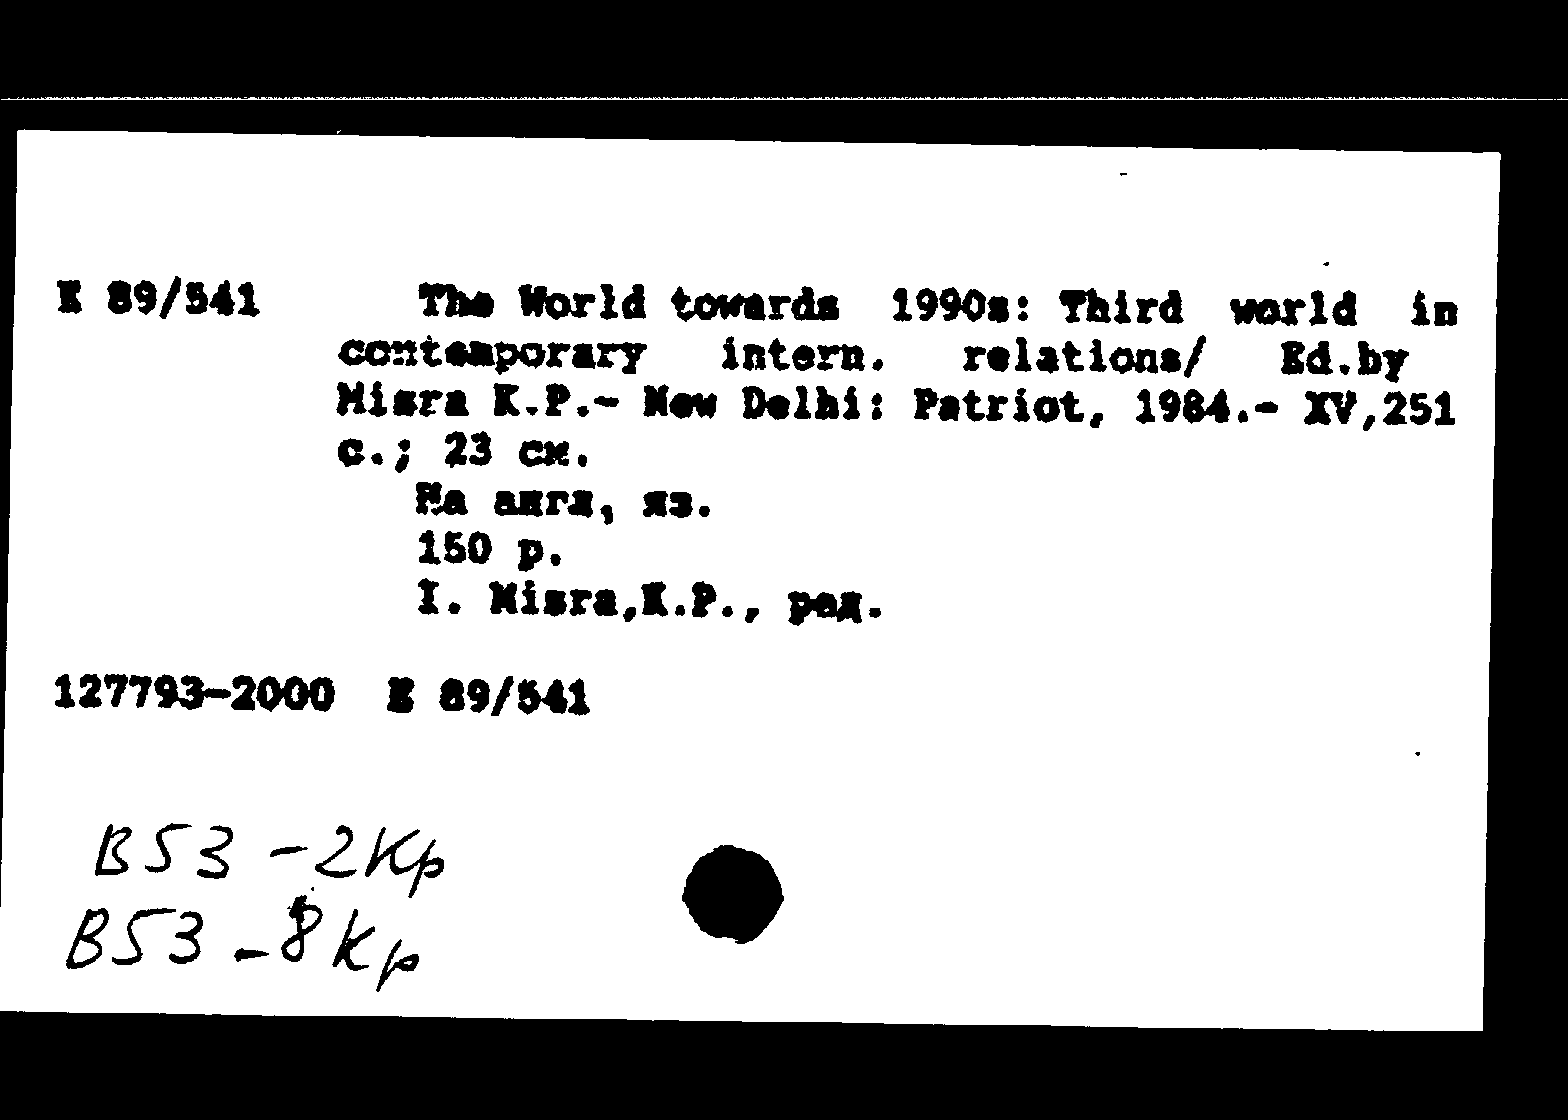 К 89/541 The World towards 1990s: Third world in
contemporary intern. relations/ Ed.by
Misra K.P.- New Delhi: Patriot, 1984.- XV,251
с.; 23 см.
На англ, яз.
150 р.
I. Misra,K.P., ред.
127793-2000 К 89/541
В53 - 2Кр
В53 - 8Кр